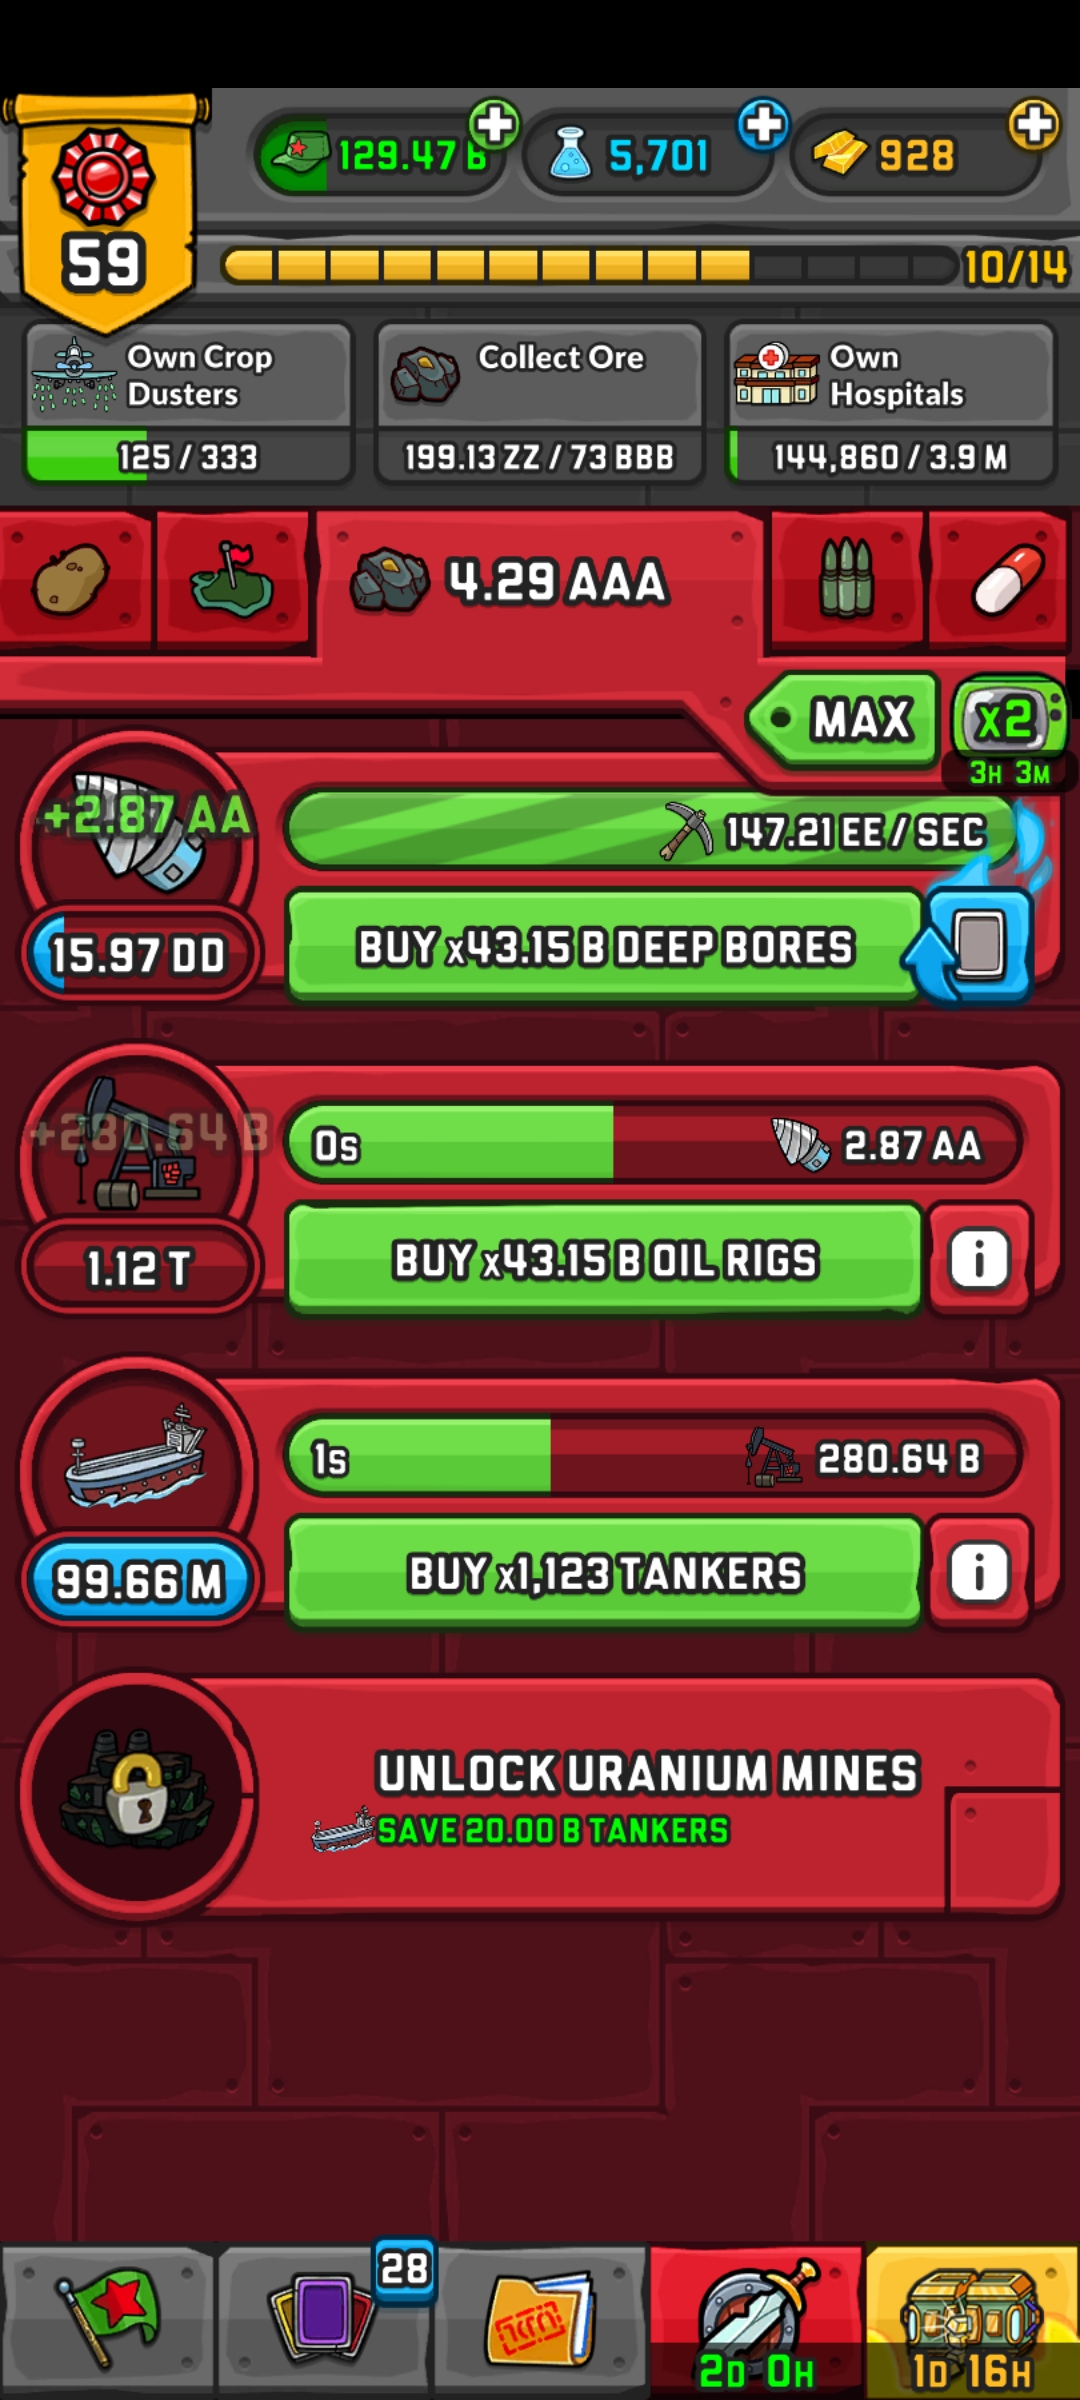 129.47 B
5,701
928
59
10/14
Own Crop
Dusters
125 / 333
Collect Ore
199.13 ZZ / 73 BBB
Own
Hospitals
144,860 / 3.9 M
4.29 AAA
MAX
x2
3H 3M
+2.87 AA
147.21 EE / SEC
15.97 DD
BUY x43.15 B DEEP BORES
+280.64 B
0s
2.87 AA
1.12 T
BUY x43.15 B OIL RIGS
i
1s
280.64 B
99.66 M
BUY x1,123 TANKERS
i
UNLOCK URANIUM MINES
SAVE 20.00 B TANKERS
28
2D 0H
1D 16H